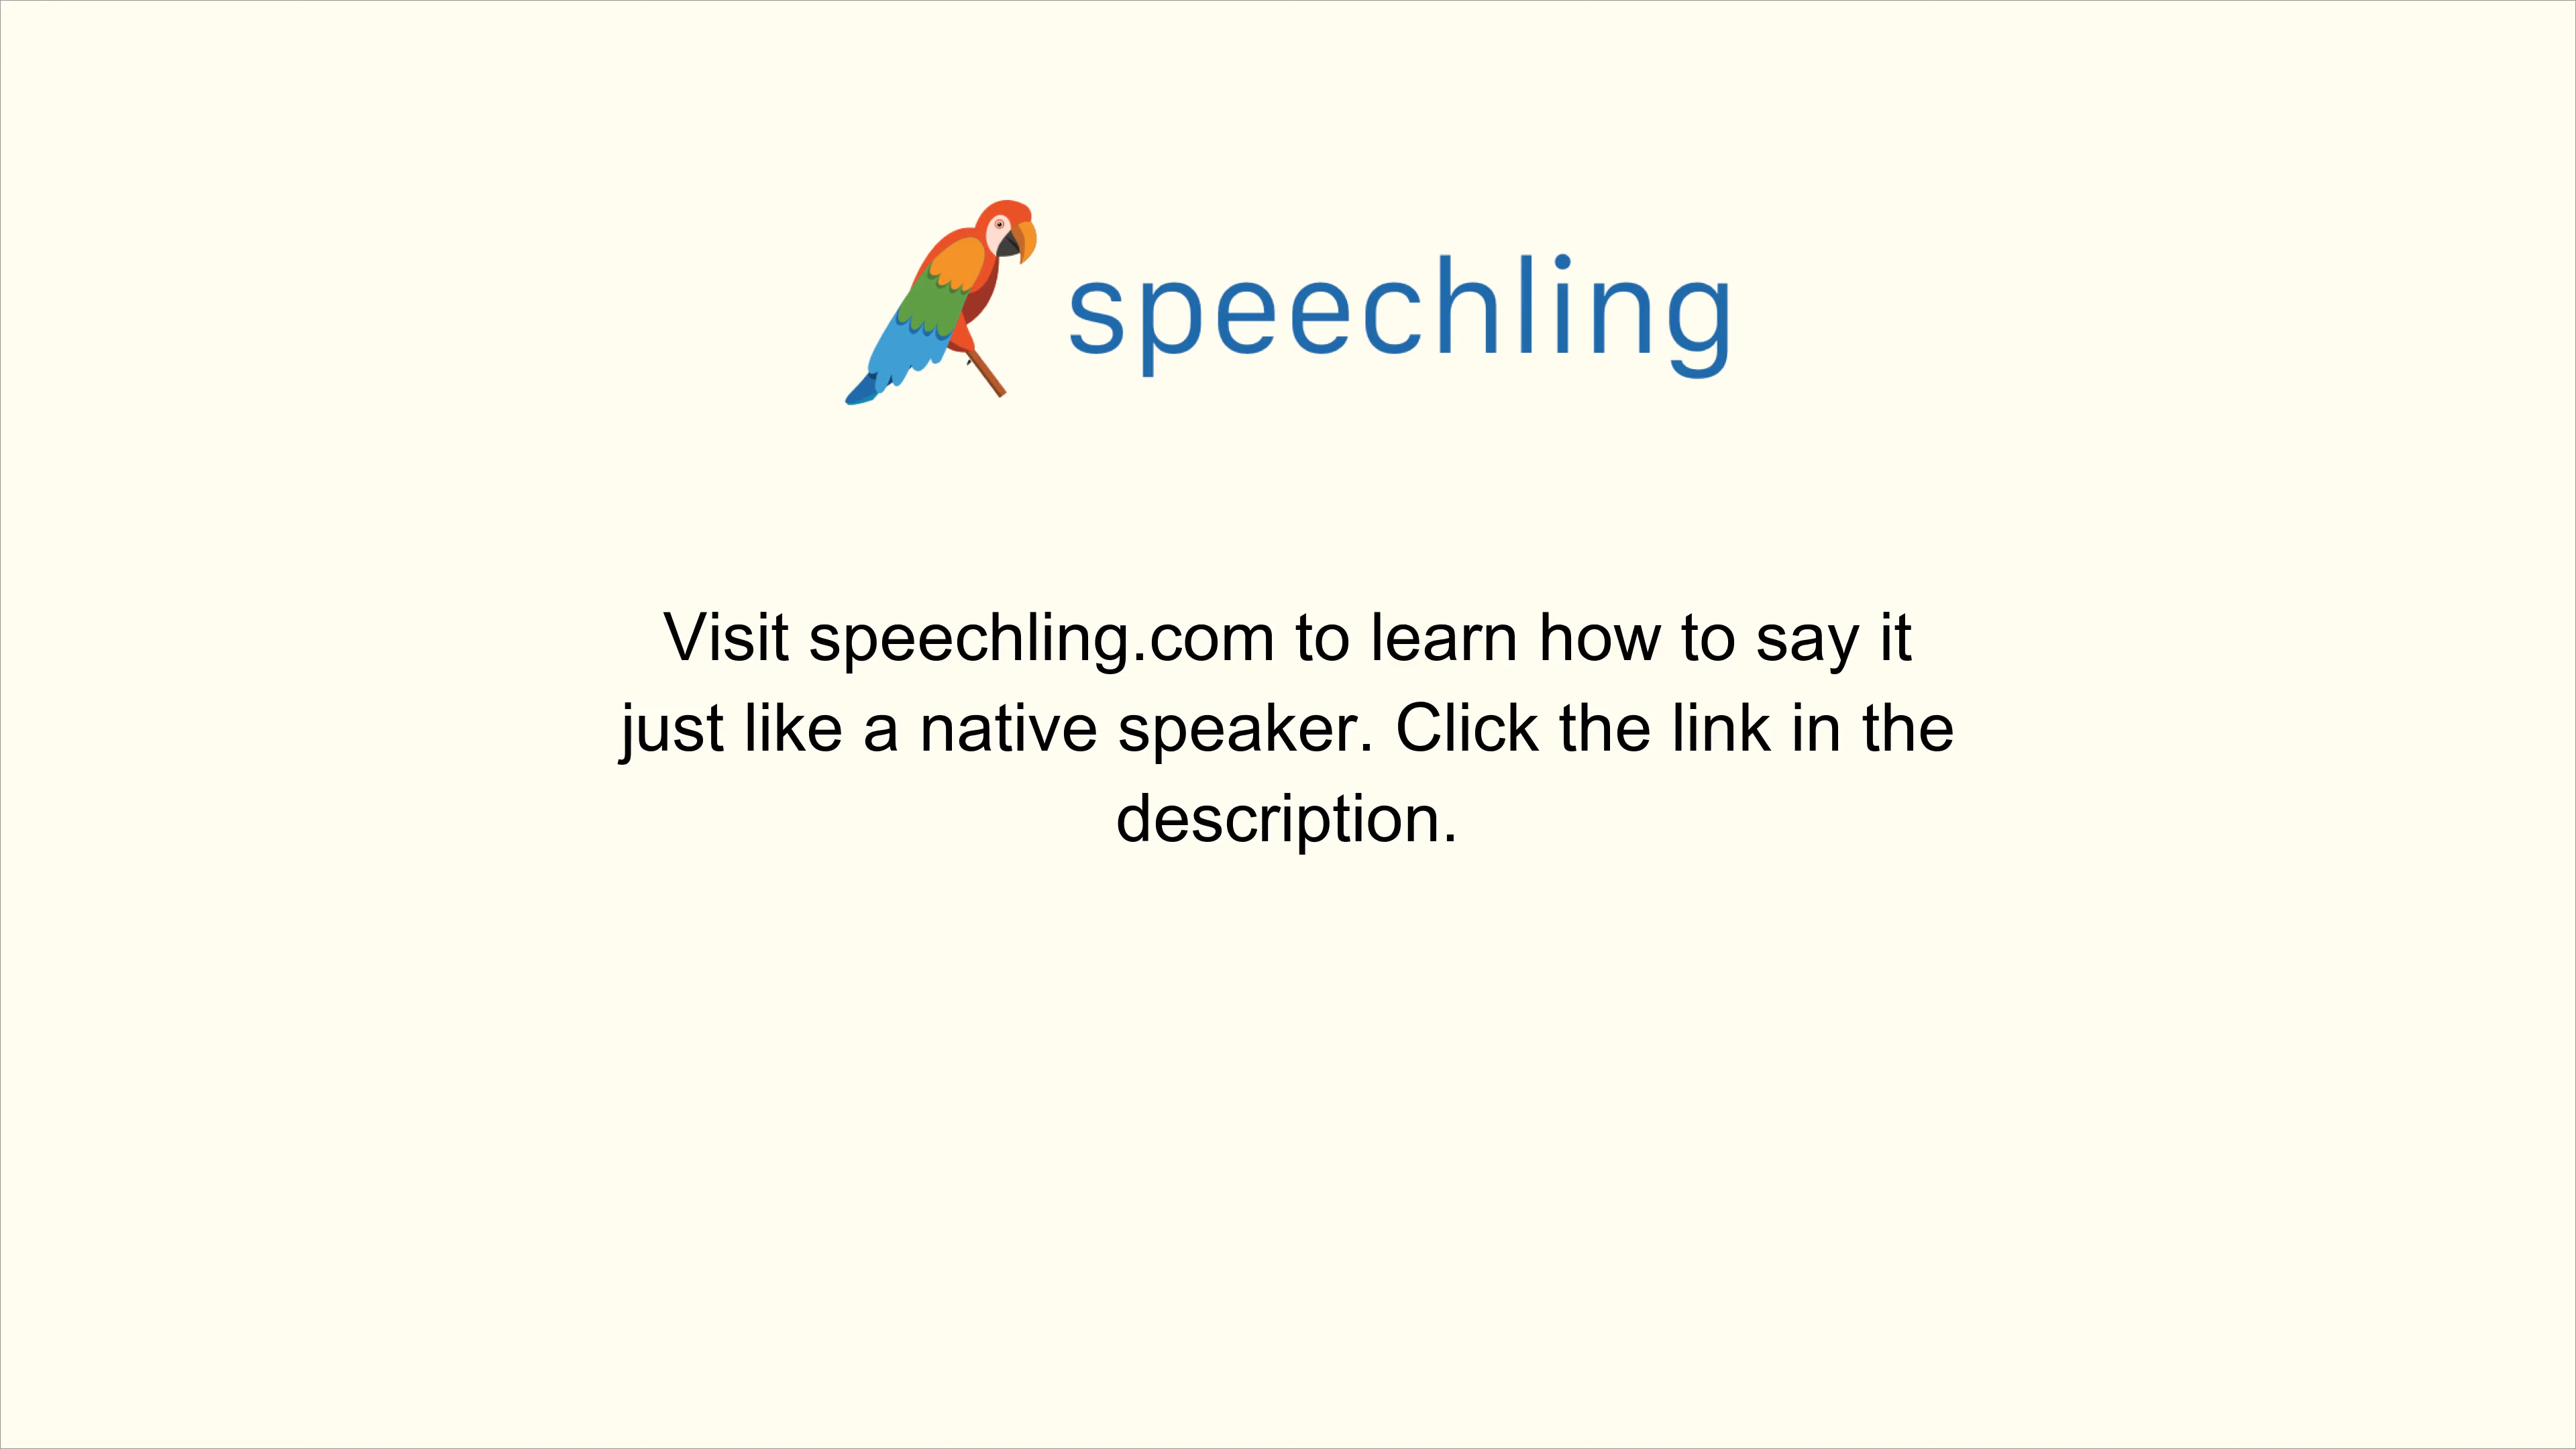 speechling
Visit speechling.com to learn how to say it
just like a native speaker. Click the link in the
description.